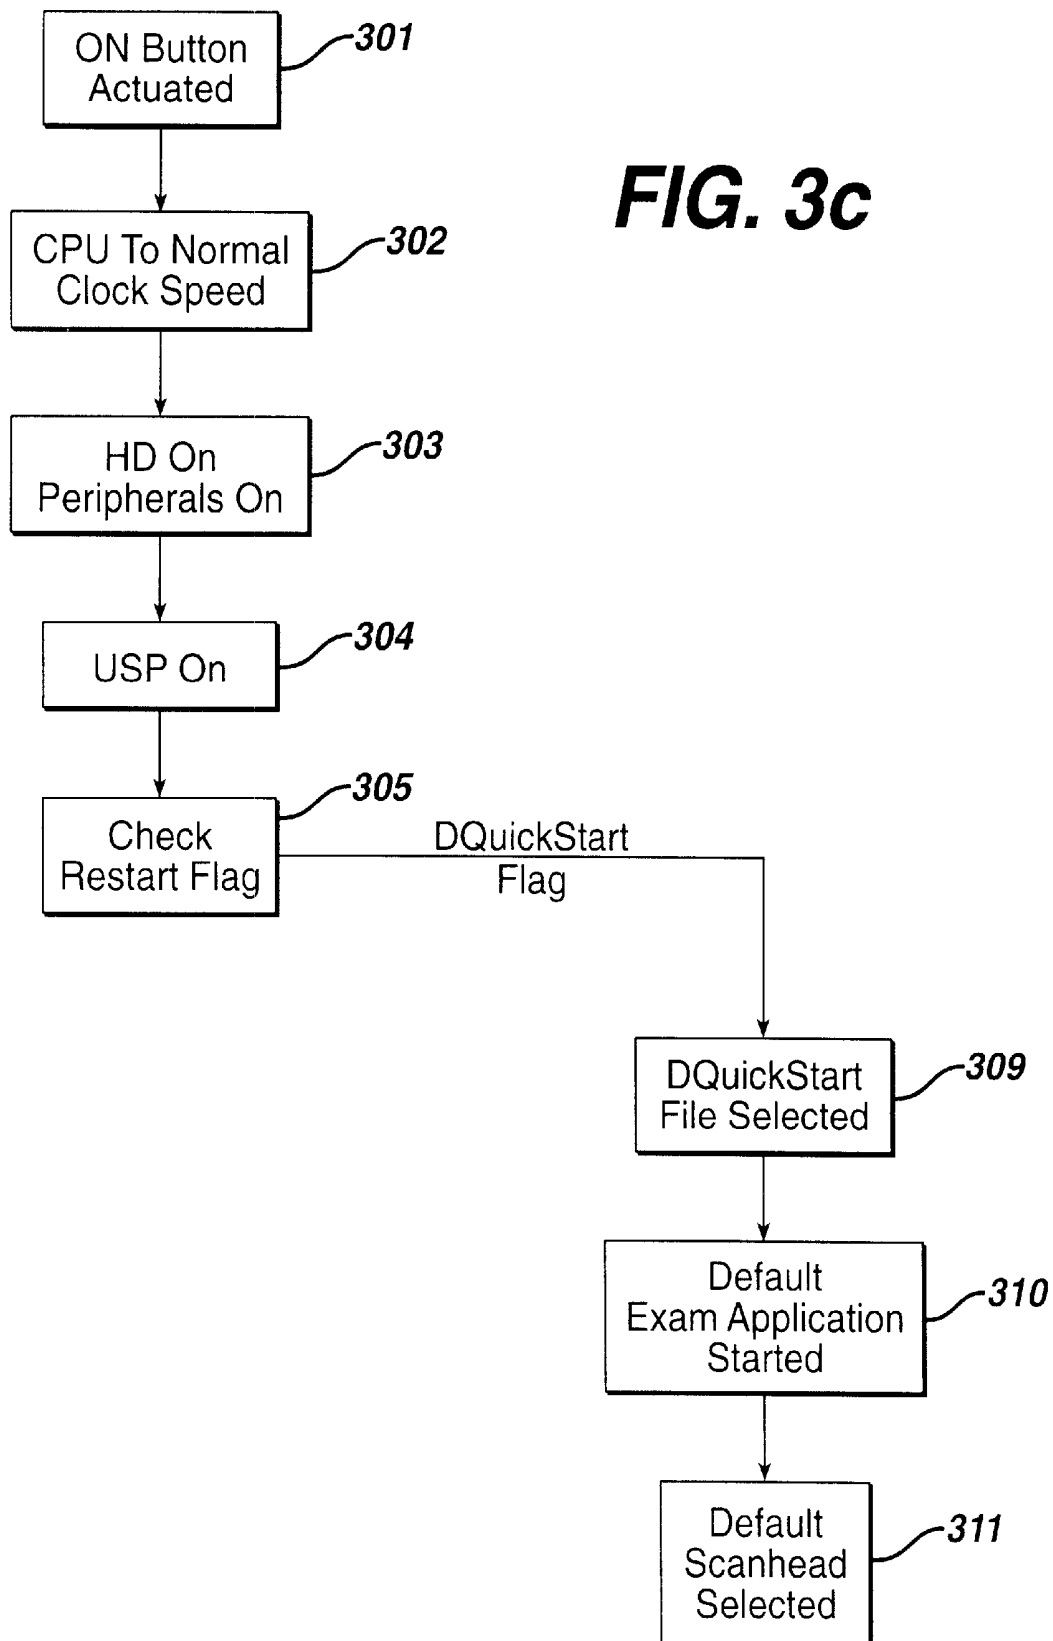 ON Button
Actuated
301
FIG. 3c
CPU To Normal
Clock Speed
302
HD On
Peripherals On
303
USP On
304
Check
Restart Flag
305
DQuickStart
Flag
DQuickStart
File Selected
309
Default
Exam Application
Started
310
Default
Scanhead
Selected
311